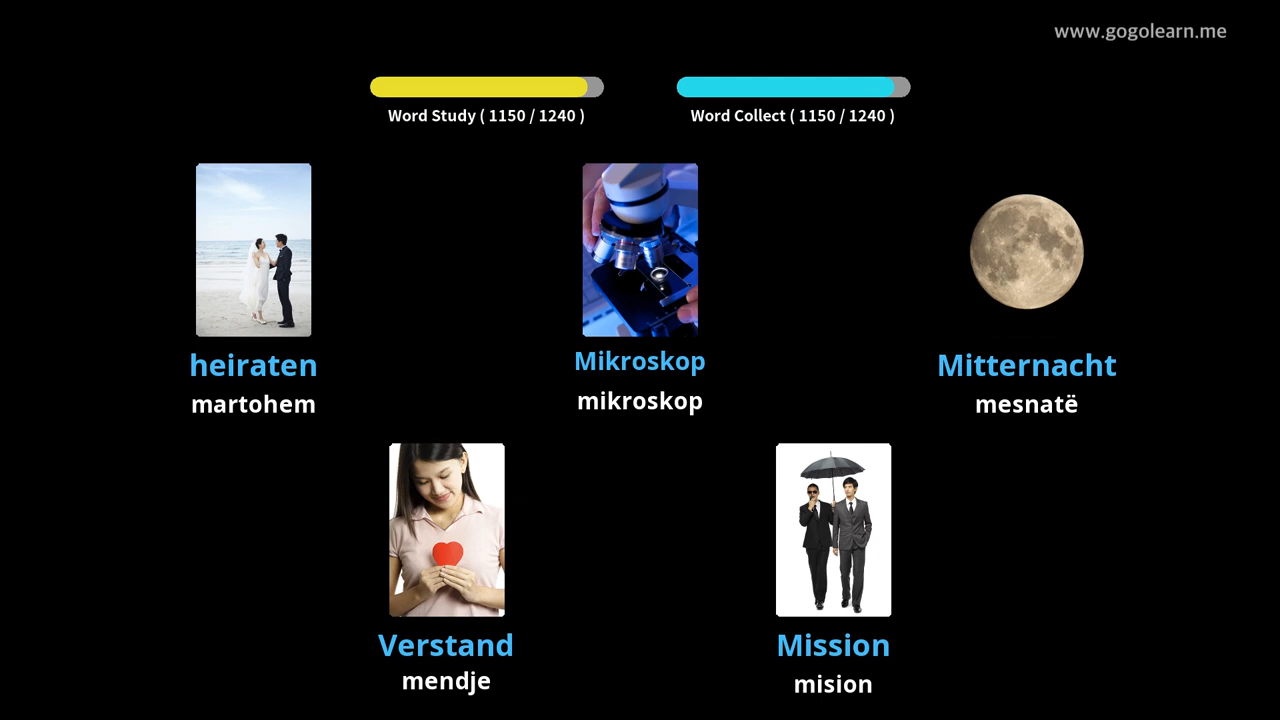 www.gogolearn.me
Word Study ( 1150 / 1240 )
Word Collect ( 1150 / 1240 )
heiraten
martohem
Mikroskop
mikroskop
Mitternacht
mesnatë
Verstand
mendje
Mission
mision